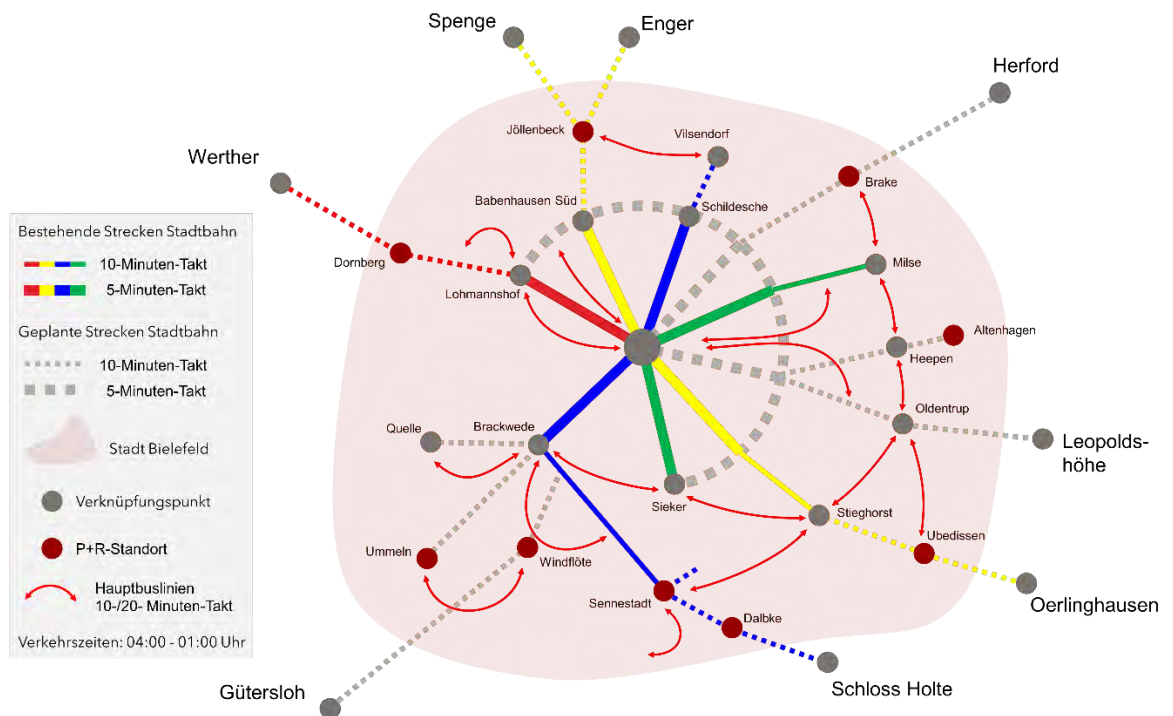 Spenge
Enger
Herford
Jöllenbeck
Vilsendorf
Werther
Brake
Babenhausen Süd
Schildesche
Bestehende Strecken Stadtbahn
10-Minuten-Takt
5-Minuten-Takt
Geplante Strecken Stadtbahn
10-Minuten-Takt
5-Minuten-Takt
Stadt Bielefeld
Verknüpfungspunkt
P+R-Standort
Hauptbuslinien
10-/20- Minuten-Takt
Verkehrszeiten: 04:00 - 01:00 Uhr
Dornberg
Lohmannshof
Milse
Altenhagen
Heepen
Oldentrup
Leopolds-
höhe
Quelle
Brackwede
Sieker
Stieghorst
Ubedissen
Ummeln
Windflöte
Sennestadt
Dalbke
Oerlinghausen
Gütersloh
Schloss Holte